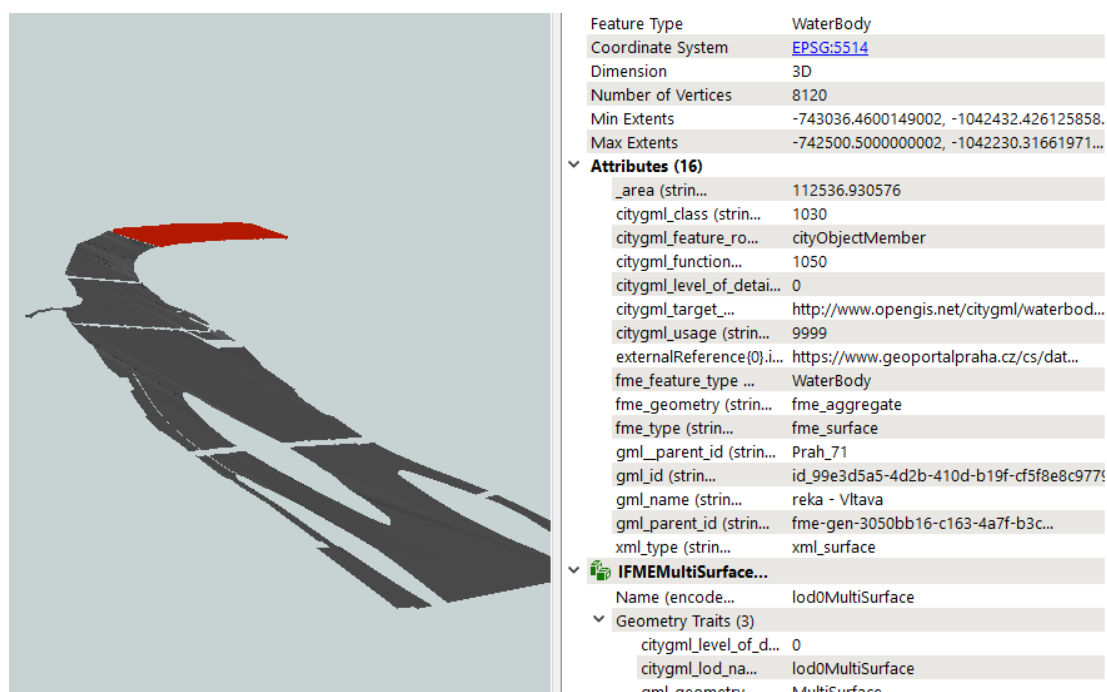 Feature Type WaterBody
Coordinate System EPSG:5514
Dimension 3D
Number of Vertices 8120
Min Extents -743036.4600149002, -1042432.426125858.
Max Extents -742500.5000000002, -1042230.31661971...
Attributes (16)
_area (strin... 112536.930576
citygml_class (strin... 1030
citygml_feature_ro... cityObjectMember
citygml_function... 1050
citygml_level_of_detai... 0
citygml_target_... http://www.opengis.net/citygml/waterbod...
citygml_usage (strin... 9999
externalReference{0}.i... https://www.geoportalpraha.cz/cs/dat...
fme_feature_type ... WaterBody
fme_geometry (strin... fme_aggregate
fme_type (strin... fme_surface
gml__parent_id (strin... Prah_71
gml_id (strin... id_99e3d5a5-4d2b-410d-b19f-cf5f8e8c9779
gml_name (strin... reka - Vltava
gml_parent_id (strin... fme-gen-3050bb16-c163-4a7f-b3c...
xml_type (strin... xml_surface
IFMEMultiSurface...
Name (encode... lod0MultiSurface
Geometry Traits (3)
citygml_level_of_d... 0
citygml_lod_na... lod0MultiSurface
gml_geometry... MultiSurface